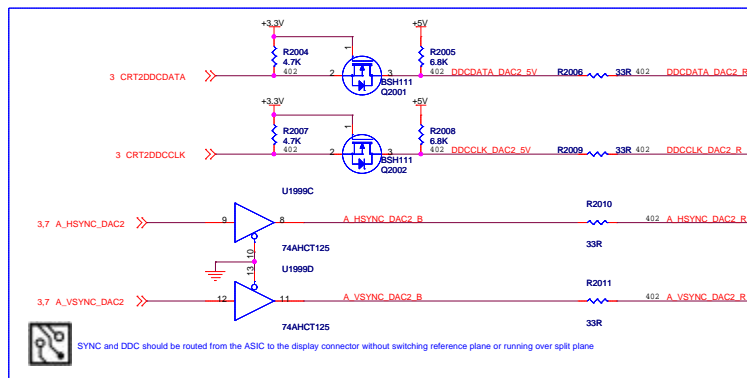 +3.3V +5V
R2004 4.7K 402
1
R2005 6.8K 402
3 CRT2DDCDATA
2 3
BSH111
Q2001
DDCDATA_DAC2_5V
R2006 33R 402
DDCDATA_DAC2_R
+3.3V +5V
R2007 4.7K 402
1
R2008 6.8K 402
3 CRT2DDCCLK
2 3
BSH111
Q2002
DDCCLK_DAC2_5V
R2009 33R 402
DDCCLK_DAC2_R
U1999C
3,7 A_HSYNC_DAC2
9 8
A_HSYNC_DAC2_B
R2010
402 A_HSYNC_DAC2_R
33R
10
74AHCT125
13
U1999D
3,7 A_VSYNC_DAC2
12 11
A_VSYNC_DAC2_B
R2011
402 A_VSYNC_DAC2_R
33R
74AHCT125
SYNC and DDC should be routed from the ASIC to the display connector without switching reference plane or running over split plane